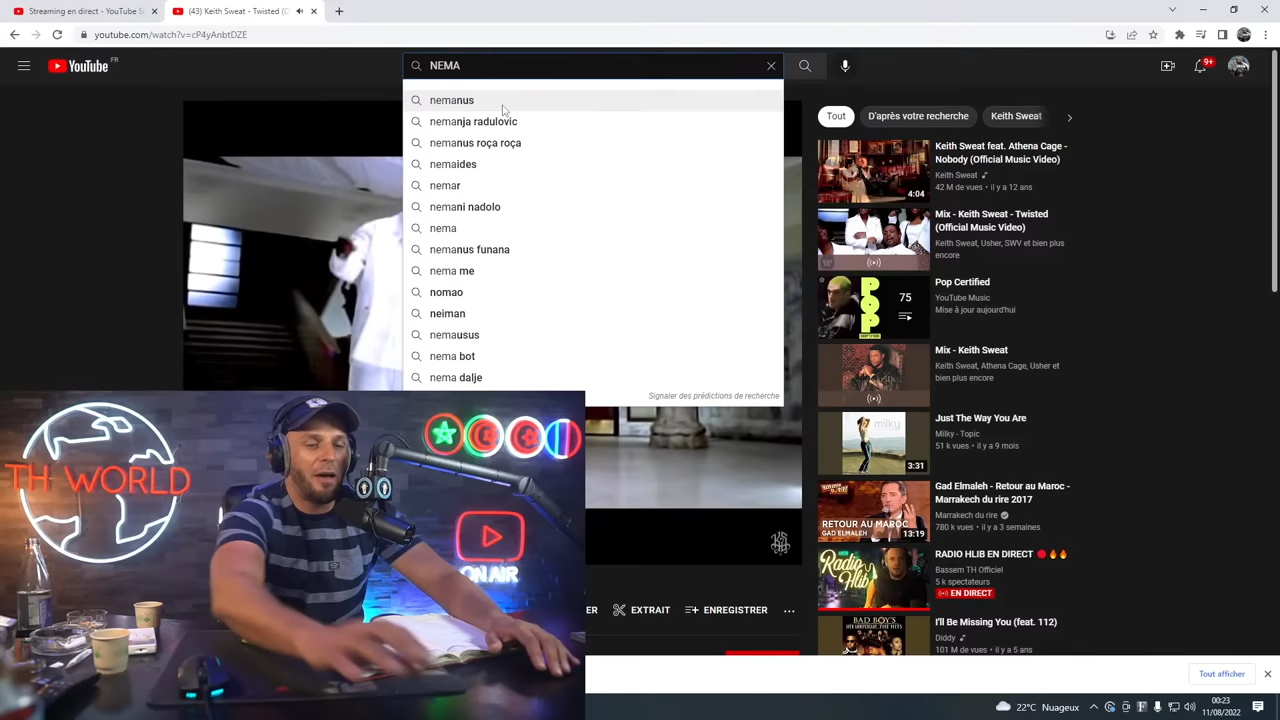 Streaming en direct - YouTube St
(43) Keith Sweat - Twisted (O
youtube.com/watch?v=cP4yAnbtDZE
YouTube FR
NEMA
9+
nemanus
nemanja radulovic
nemanus roça roça
nemaides
nemar
nemani nadolo
nema
nemanus funana
nema me
nomao
neiman
nemausus
nema bot
nema dalje
Signaler des prédictions de recherche
Tout
D'après votre recherche
Keith Sweat
Keith Sweat feat. Athena Cage -
Nobody (Official Music Video)
Keith Sweat
42 M de vues • il y a 12 ans
4:04
Mix - Keith Sweat - Twisted
(Official Music Video)
Keith Sweat, Usher, SWV et bien plus
encore
Pop Certified
YouTube Music
Mise à jour aujourd'hui
POP
CERTIFIED
75
Mix - Keith Sweat
Keith Sweat, Athena Cage, Usher et
bien plus encore
Just The Way You Are
Milky - Topic
51 k vues • il y a 9 mois
milky
3:31
Gad Elmaleh - Retour au Maroc -
Marrakech du rire 2017
Marrakech du rire
780 k vues • il y a 3 semaines
RETOUR AU MAROC
GAD ELMALEH
13:19
RADIO HLIB EN DIRECT
Bassem TH Officiel
5 k spectateurs
EN DIRECT
Radio
Hlib
I'll Be Missing You (feat. 112)
Diddy
101 M de vues • il y a 5 ans
BAD BOY'S
TH WORLD
ON AIR
ER
EXTRAIT
ENREGISTRER
Tout afficher
22°C Nuageux
00:23
11/08/2022